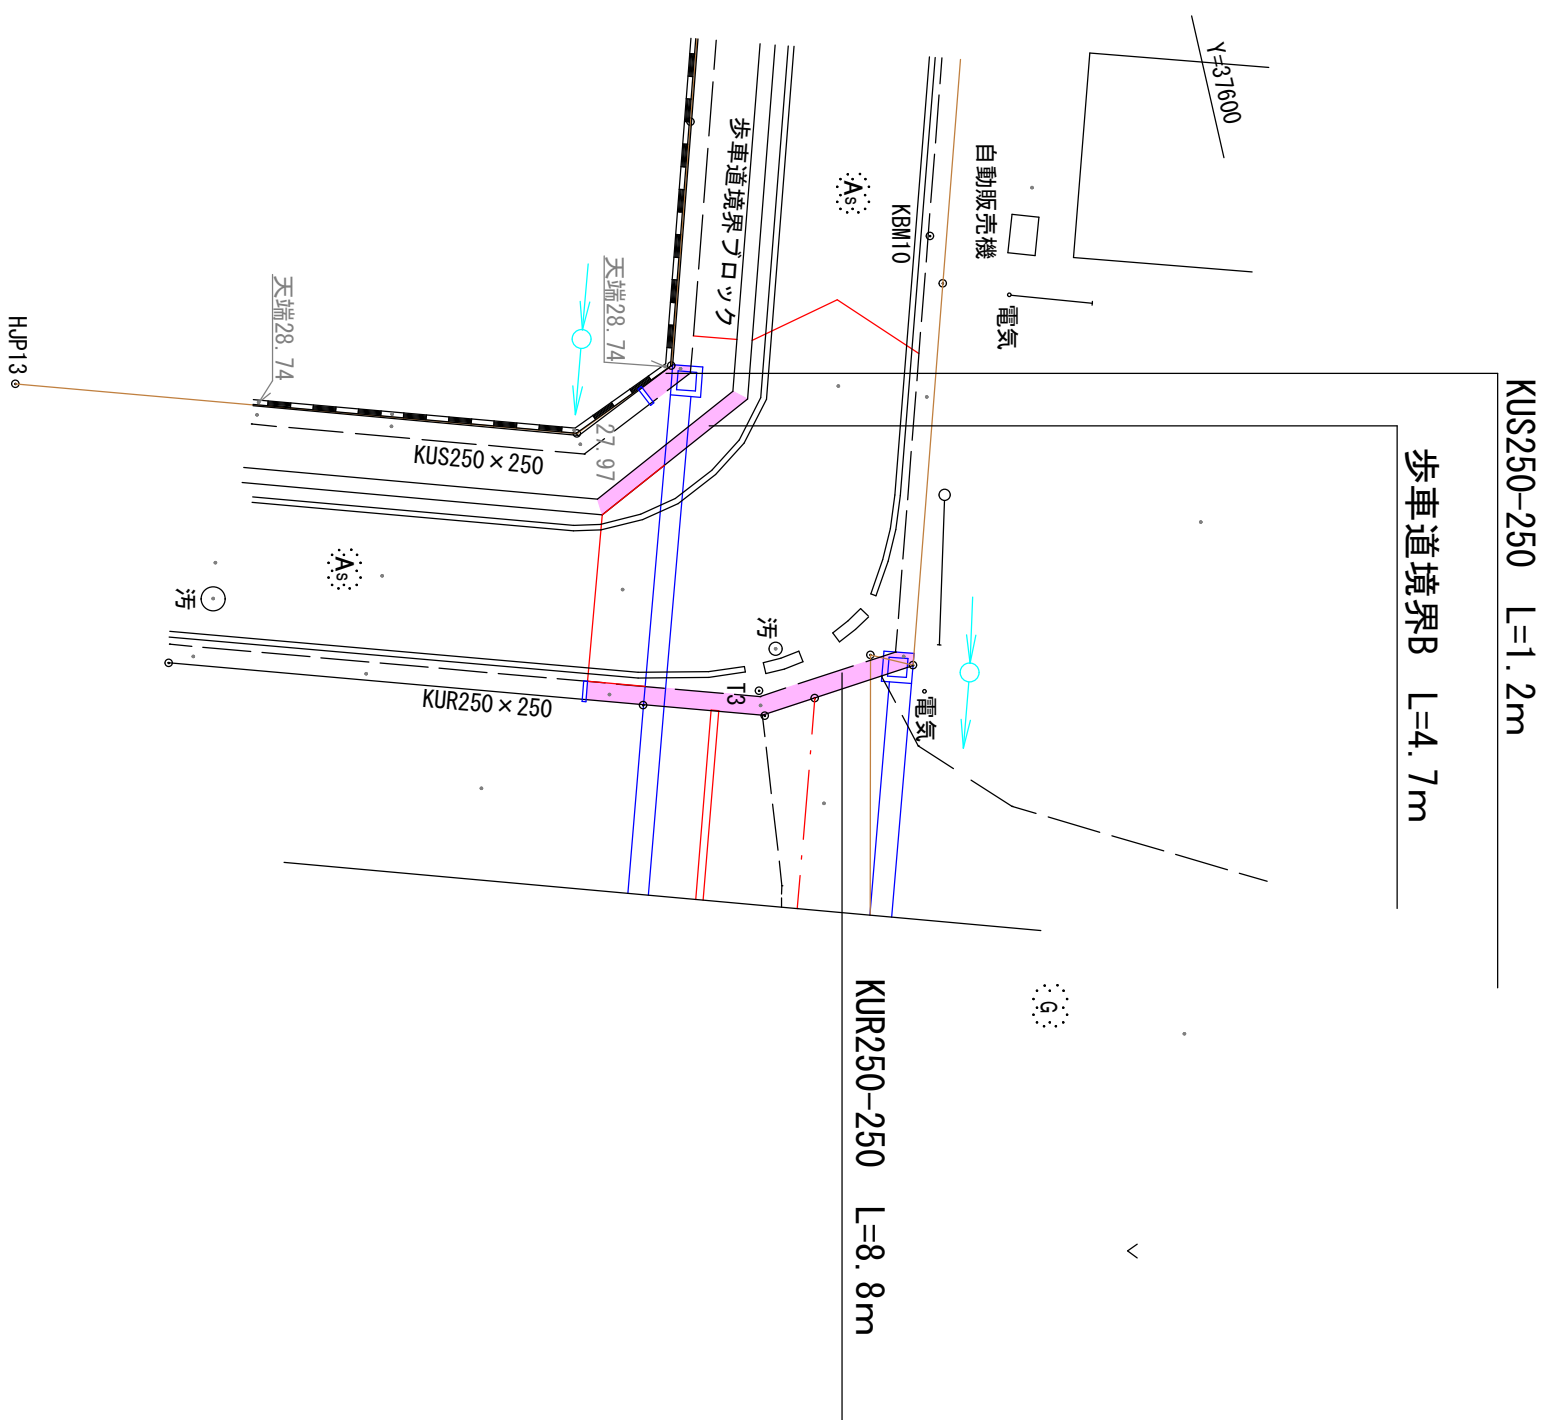 KUS250-250　L=1.2m
歩車道境界B　L=4.7m
Y=37600
自動販売機
電気
KBM10
As
歩車道境界ブロック
天端28.74
天端28.74
HJP13
27.97
KUS250×250
As
汚
汚
T3
電気
KUR250×250
G
KUR250-250　L=8.8m